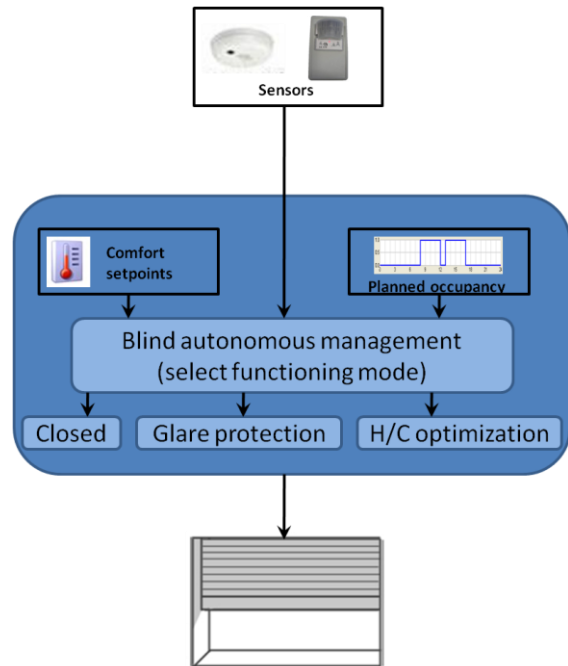 Sensors
Comfort
setpoints
Planned occupancy
Blind autonomous management
(select functioning mode)
Closed
Glare protection
H/C optimization